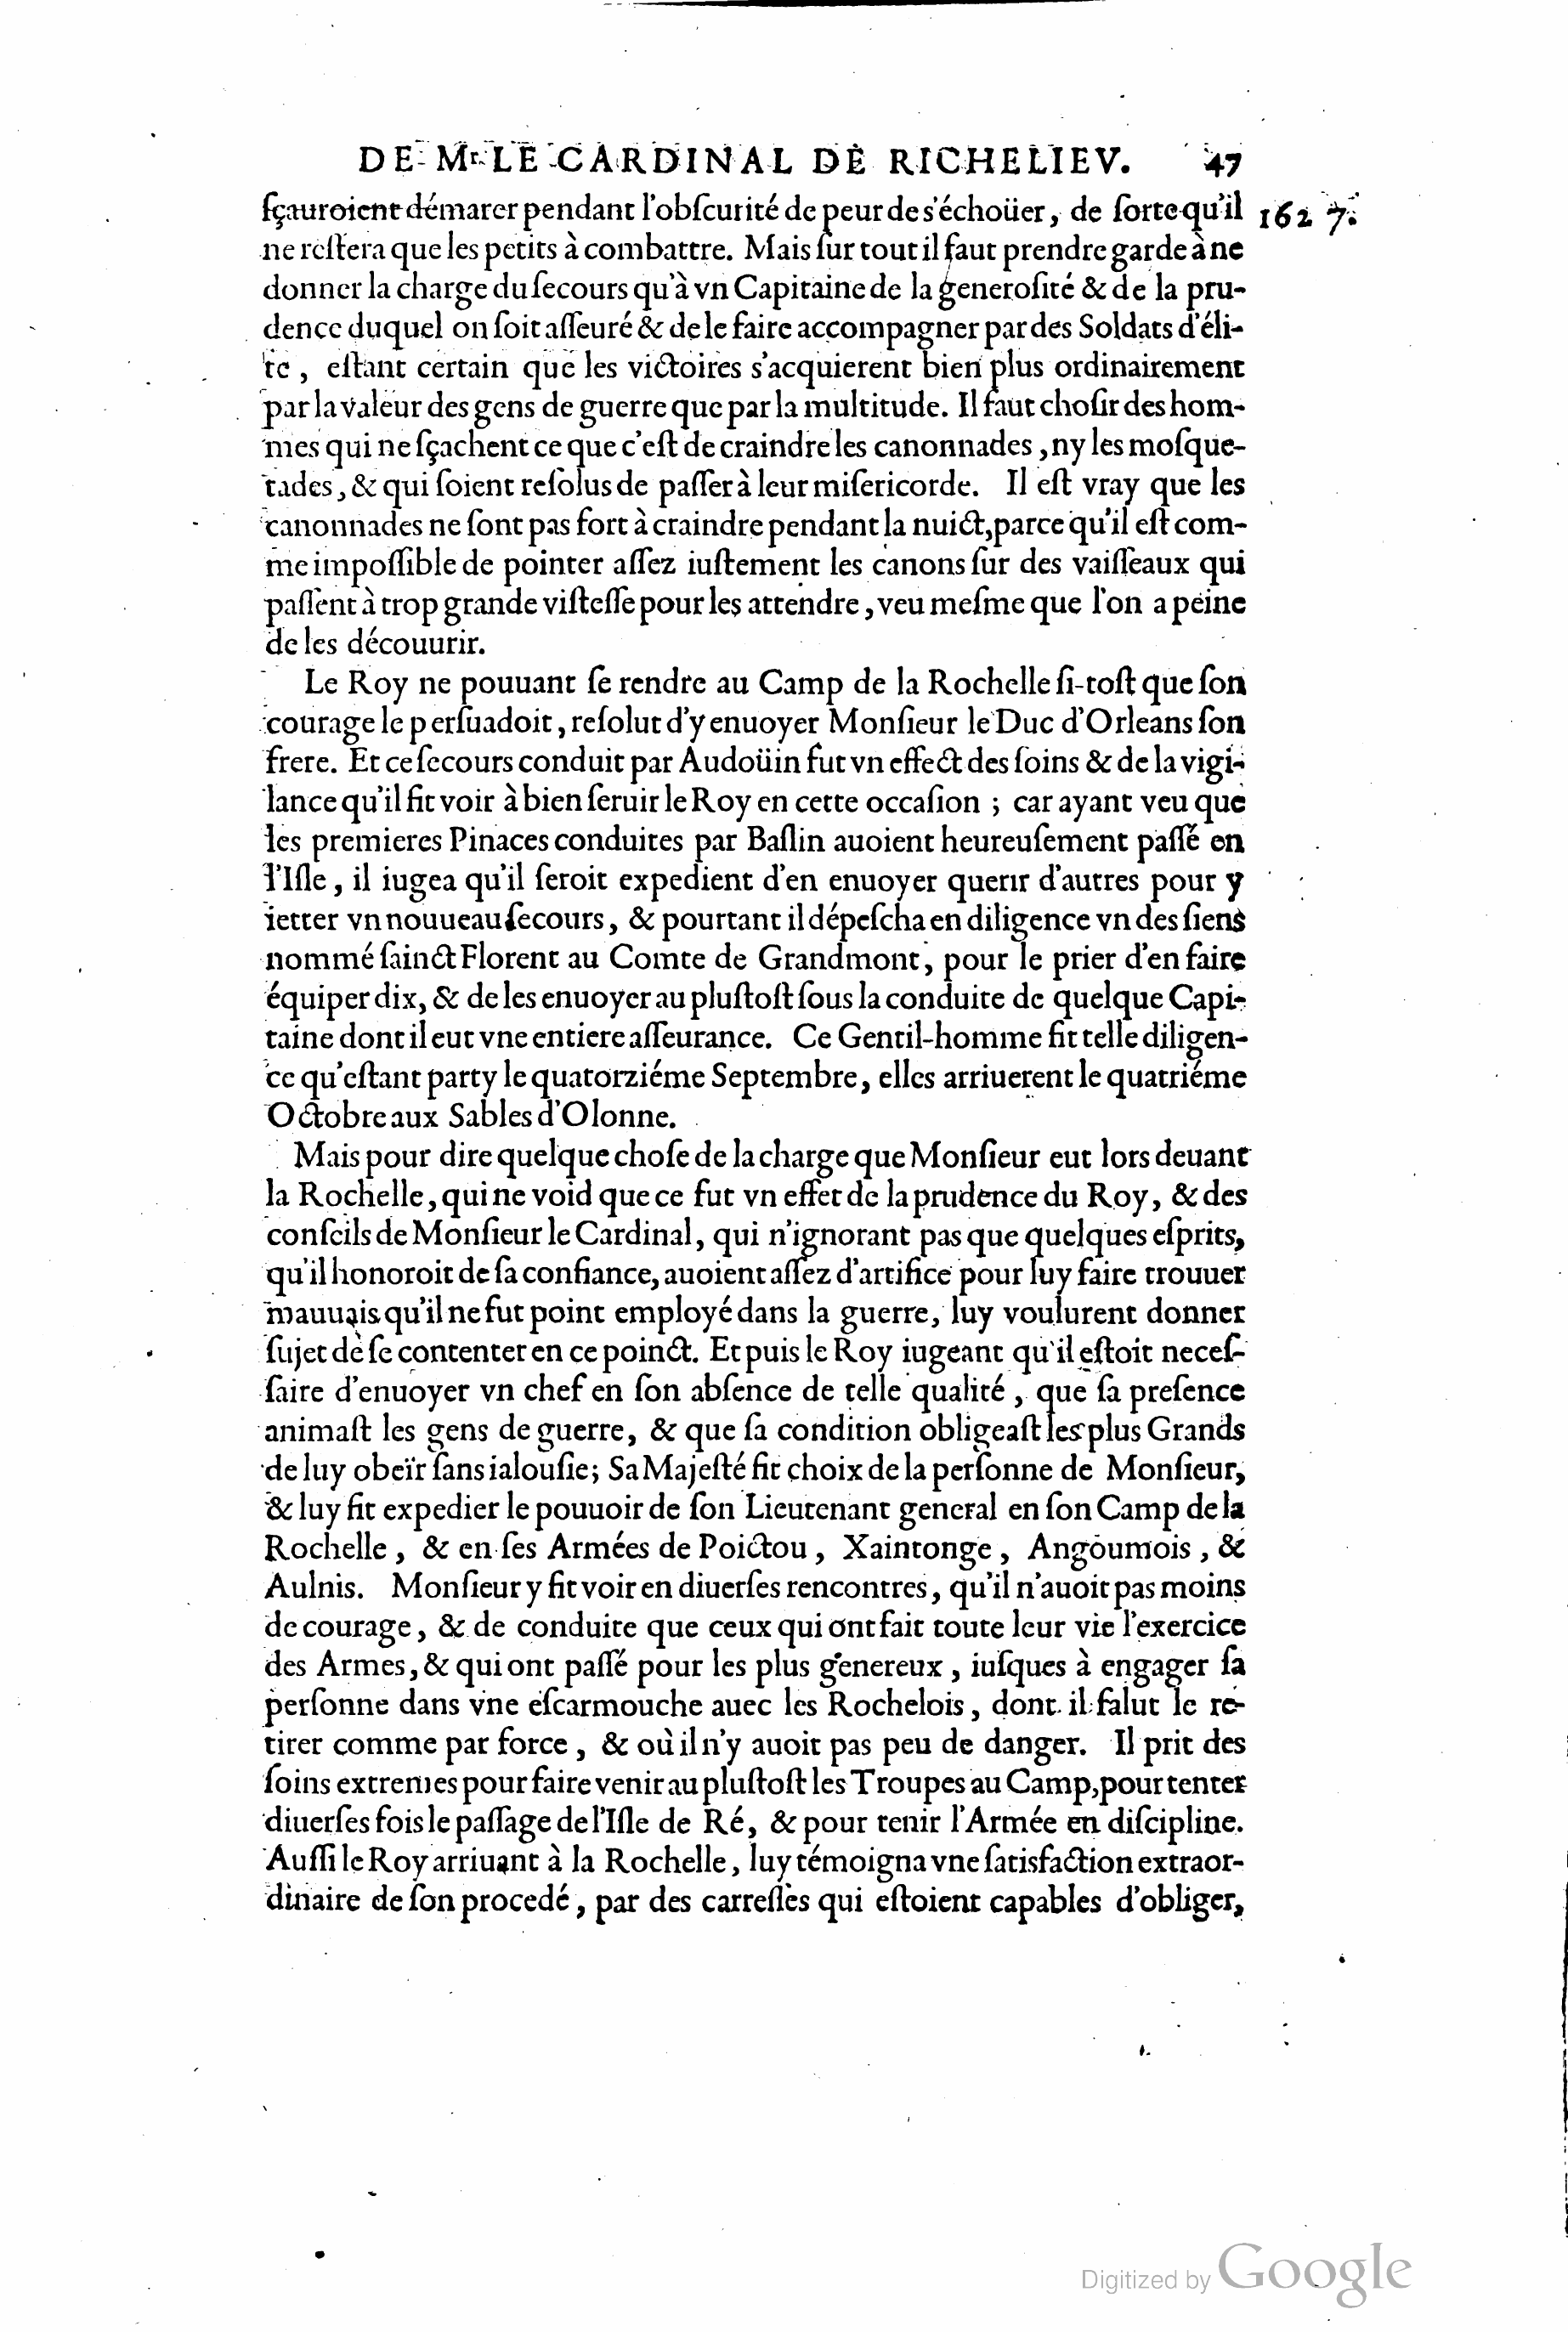 DE Mr. LE CARDINAL DE RICHELIEV. 47
ſçauroient démarer pendant l'obſcurité de peur de s'échoüer, de ſorte qu'il 1627.
ne reſtera que les petits à combattre. Mais ſur tout il faut prendre garde à ne
donner la charge du ſecours qu'à vn Capitaine de la generoſité & de la pru-
dence duquel on ſoit aſſeuré & de le faire accompagner par des Soldats d'éli-
te, eſtant certain que les victoires s'acquierent bien plus ordinairement
par la valeur des gens de guerre que par la multitude. Il faut choſir des hom-
mes qui ne ſçachent ce que c'eſt de craindre les canonnades, ny les moſque-
tades, & qui ſoient reſolus de paſſer à leur miſericorde. Il eſt vray que les
canonnades ne ſont pas fort à craindre pendant la nuict, parce qu'il eſt com-
me impoſſible de pointer aſſez iuſtement les canons ſur des vaiſſeaux qui
paſſent à trop grande viſteſſe pour les attendre, veu meſme que l'on a peine
de les découurir.
Le Roy ne pouuant ſe rendre au Camp de la Rochelle ſi-toſt que ſon
courage le perſuadoit, reſolut d'y enuoyer Monſieur le Duc d'Orleans ſon
frere. Et ce ſecours conduit par Audoüin fut vn effect des ſoins & de la vigi-
lance qu'il fit voir à bien ſeruir le Roy en cette occaſion ; car ayant veu que
les premieres Pinaces conduites par Baſlin auoient heureuſement paſſé en
l'Iſle, il iugea qu'il ſeroit expedient d'en enuoyer querir d'autres pour y
ietter vn nouueau ſecours, & pourtant il dépeſcha en diligence vn des ſiens
nommé ſainct Florent au Comte de Grandmont, pour le prier d'en faire
équiper dix, & de les enuoyer au pluſtoſt ſous la conduite de quelque Capi-
taine dont il eut vne entiere aſſeurance. Ce Gentil-homme fit telle diligen-
ce qu'eſtant party le quatorziéme Septembre, elles arriuerent le quatriéme
Octobre aux Sables d'Olonne.
Mais pour dire quelque choſe de la charge que Monſieur eut lors deuant
la Rochelle, qui ne void que ce fut vn effet de la prudence du Roy, & des
conſeils de Monſieur le Cardinal, qui n'ignorant pas que quelques eſprits,
qu'il honoroit de ſa confiance, auoient aſſez d'artifice pour luy faire trouuer
mauuais qu'il ne fut point employé dans la guerre, luy voulurent donner
ſujet de ſe contenter en ce poinct. Et puis le Roy iugeant qu'il eſtoit neceſ-
ſaire d'enuoyer vn chef en ſon abſence de telle qualité, que ſa preſence
animaſt les gens de guerre, & que ſa condition obligeaſt les plus Grands
de luy obeïr ſans ialouſie; Sa Majeſté fit choix de la perſonne de Monſieur,
& luy fit expedier le pouuoir de ſon Lieutenant general en ſon Camp de la
Rochelle, & en ſes Armées de Poictou, Xaintonge, Angoumois, &
Aulnis. Monſieur y fit voir en diuerſes rencontres, qu'il n'auoit pas moins
de courage, & de conduite que ceux qui ont fait toute leur vie l'exercice
des Armes, & qui ont paſſé pour les plus genereux, iuſques à engager ſa
perſonne dans vne eſcarmouche auec les Rochelois, dont il falut le re-
tirer comme par force, & où il n'y auoit pas peu de danger. Il prit des
ſoins extremes pour faire venir au pluſtoſt les Troupes au Camp, pour tenter
diuerſes fois le paſſage de l'Iſle de Ré, & pour tenir l'Armée en diſcipline.
Auſſi le Roy arriuant à la Rochelle, luy témoigna vne ſatisfaction extraor-
dinaire de ſon procedé, par des carreſſes qui eſtoient capables d'obliger,
Digitized by Google